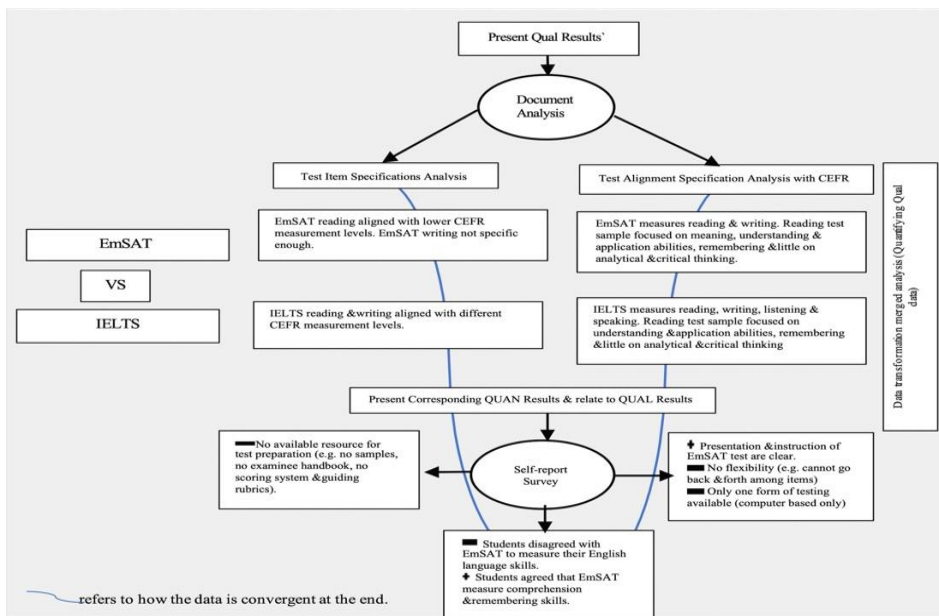 Present Qual Results`
Document
Analysis
Test Item Specifications Analysis
Test Alignment Specification Analysis with CEFR
EmSAT reading aligned with lower CEFR
measurement levels. EmSAT writing not specific
enough.
EmSAT measures reading & writing. Reading test
sample focused on meaning, understanding &
application abilities, remembering &little on
analytical &critical thinking.
EmSAT
VS
IELTS
IELTS reading &writing aligned with different
CEFR measurement levels.
IELTS measures reading, writing, listening &
speaking. Reading test sample focused on
understanding &application abilities, remembering
&little on analytical &critical thinking
Data transformation merged analysis (Quantifying Qual
data)
Present Corresponding QUAN Results & relate to QUAL Results
No available resource for
test preparation (e.g. no samples,
no examinee handbook, no
scoring system &guiding
rubrics).
Self-report
Survey
Presentation &instruction of
EmSAT test are clear.
No flexibility (e.g. cannot go
back &forth among items)
Only one form of testing
available (computer based only)
Students disagreed with
EmSAT to measure their English
language skills.
Students agreed that EmSAT
measure comprehension
&remembering skills.
refers to how the data is convergent at the end.